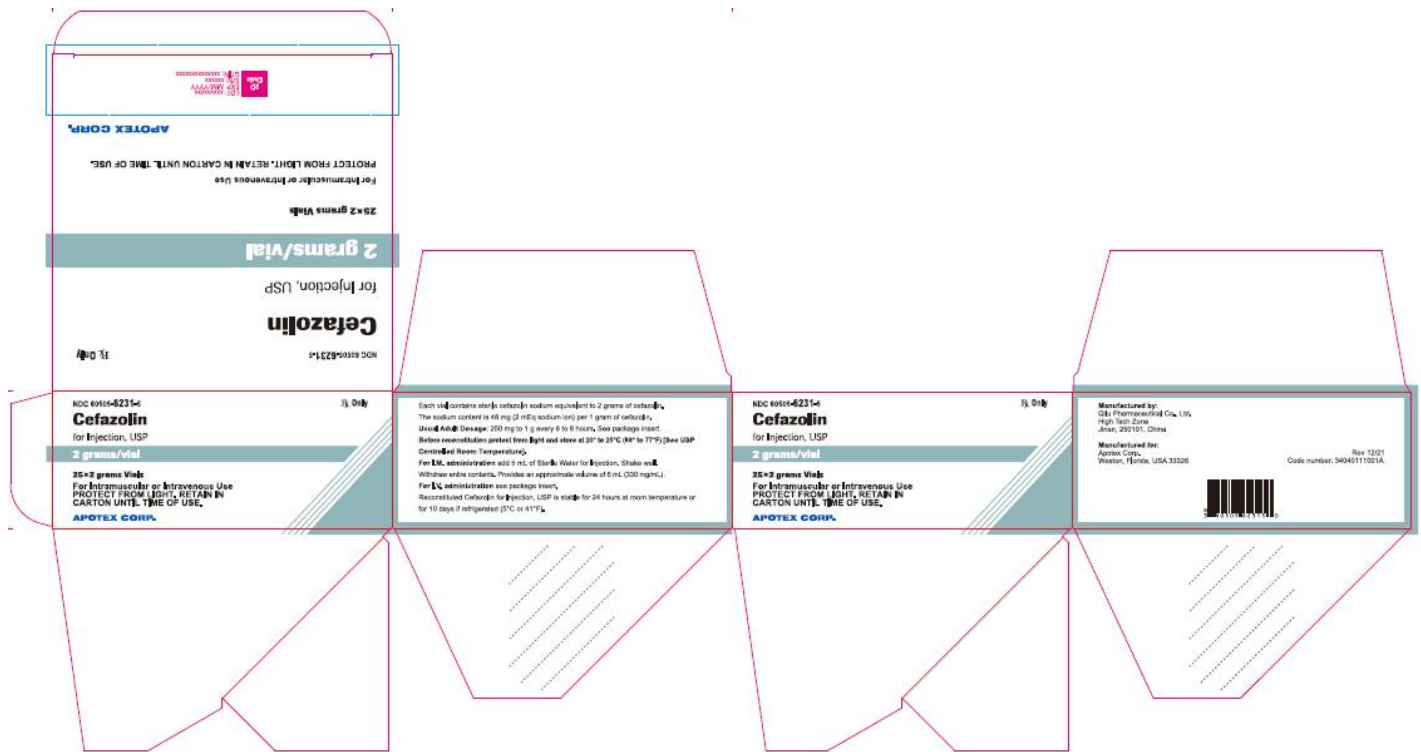 2D
Code
MM/YYYY
APOTEX CORP.
PROTECT FROM LIGHT. RETAIN IN CARTON UNTIL TIME OF USE.
For Intramuscular or Intravenous Use
25×2 grams Vials
2 grams/vial
for Injection, USP
Cefazolin
NDC 60505-6231-5
℞ Only
NDC 60505-6231-5
℞ Only
Cefazolin
for Injection, USP
2 grams/vial
25×2 grams Vials
For Intramuscular or Intravenous Use
PROTECT FROM LIGHT. RETAIN IN
CARTON UNTIL TIME OF USE.
APOTEX CORP.
Each vial contains sterile cefazolin sodium equivalent to 2 grams of cefazolin.
The sodium content is 48 mg (2 mEq sodium ion) per 1 gram of cefazolin.
Usual Adult Dosage: 250 mg to 1 g every 6 to 8 hours. See package insert.
Before reconstitution protect from light and store at 20° to 25°C (68° to 77°F) [See USP
Controlled Room Temperature].
For I.M. administration add 5 mL of Sterile Water for Injection. Shake well.
Withdraw entire contents. Provides an approximate volume of 6 mL (330 mg/mL).
For I.V. administration see package insert.
Reconstituted Cefazolin for Injection, USP is stable for 24 hours at room temperature or
for 10 days if refrigerated (5°C or 41°F).
NDC 60505-6231-5
℞ Only
Cefazolin
for Injection, USP
2 grams/vial
25×2 grams Vials
For Intramuscular or Intravenous Use
PROTECT FROM LIGHT. RETAIN IN
CARTON UNTIL TIME OF USE.
APOTEX CORP.
Manufactured by:
Qilu Pharmaceutical Co., Ltd.
High Tech Zone
Jinan, 250101, China
Manufactured for:
Apotex Corp.
Weston, Florida, USA 33326
Rev 12/21
Code number: 34040111001A